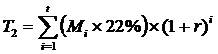 T₂ = ∑_{i=1}^{t} (Mᵢ × 22%) × (1 + r)ⁱ